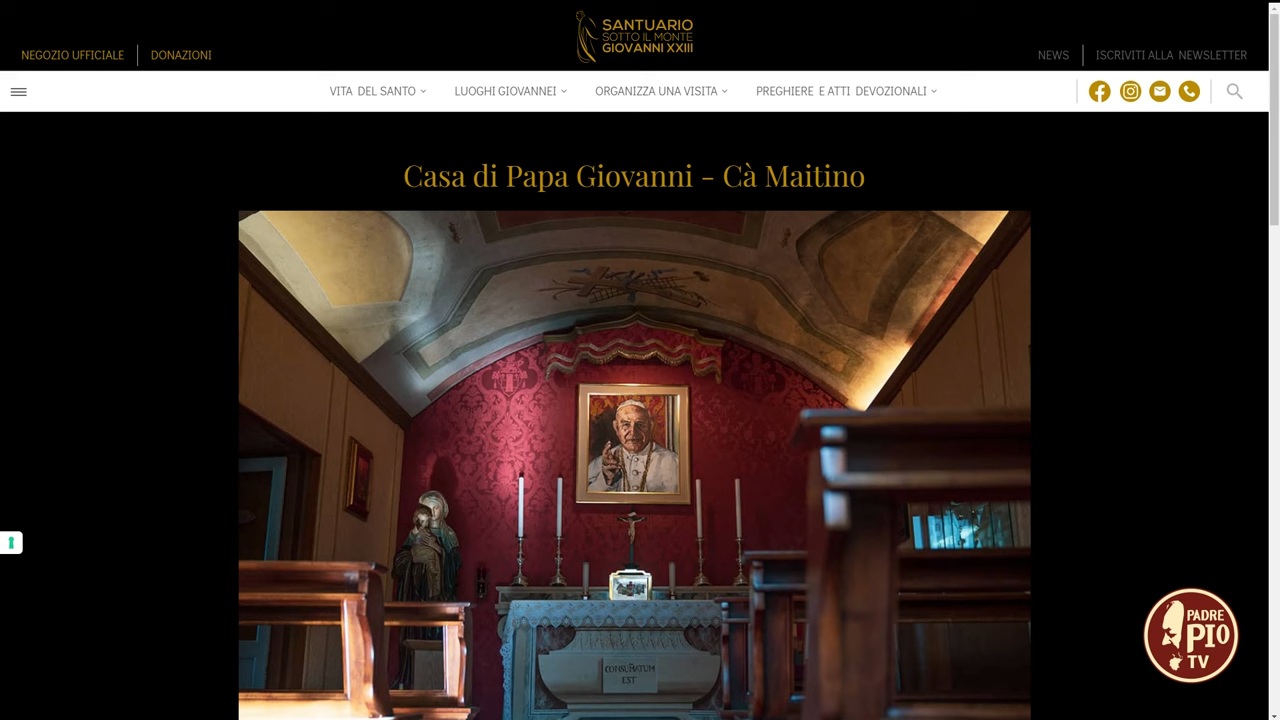 SANTUARIO
SOTTO IL MONTE
GIOVANNI XXIII
NEGOZIO UFFICIALE
DONAZIONI
NEWS
ISCRIVITI ALLA NEWSLETTER
VITA DEL SANTO
LUOGHI GIOVANNEI
ORGANIZZA UNA VISITA
PREGHIERE E ATTI DEVOZIONALI
Casa di Papa Giovanni - Cà Maitino
CONSUMATUM
EST
PADRE
PIO
TV